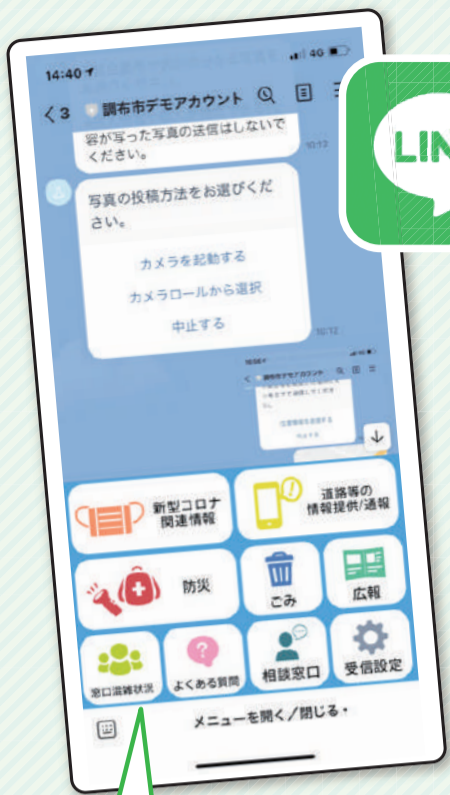 14:40
4G
3 調布市デモアカウント
容が写った写真の送信はしないで
ください。
10:12
写真の投稿方法をお選びくだ
さい。
カメラを起動する
カメラロールから選択
中止する
10:12
調布市デモアカウント
LIN
新型コロナ
関連情報
道路等の
情報提供/通報
防災
ごみ
広報
窓口混雑状況
よくある質問
相談窓口
受信設定
メニューを開く/閉じる